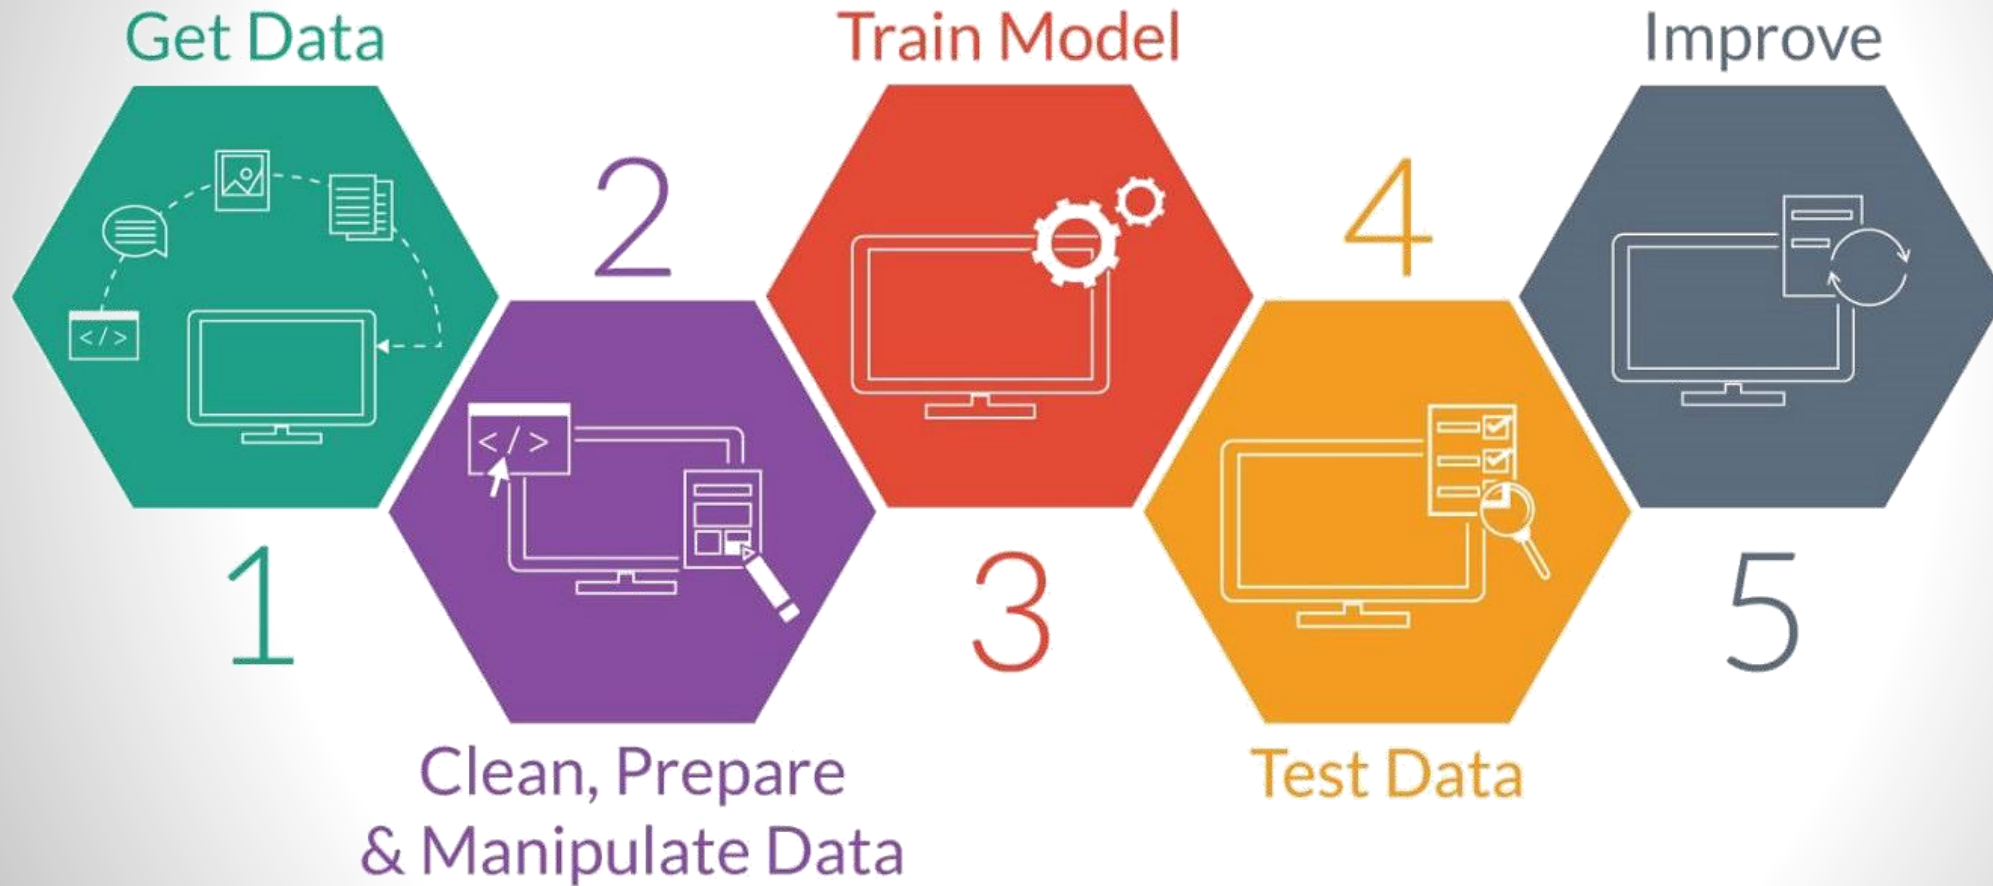 Get Data
1
2
Clean, Prepare
& Manipulate Data
</>
</>
Train Model
3
4
Test Data
Improve
5